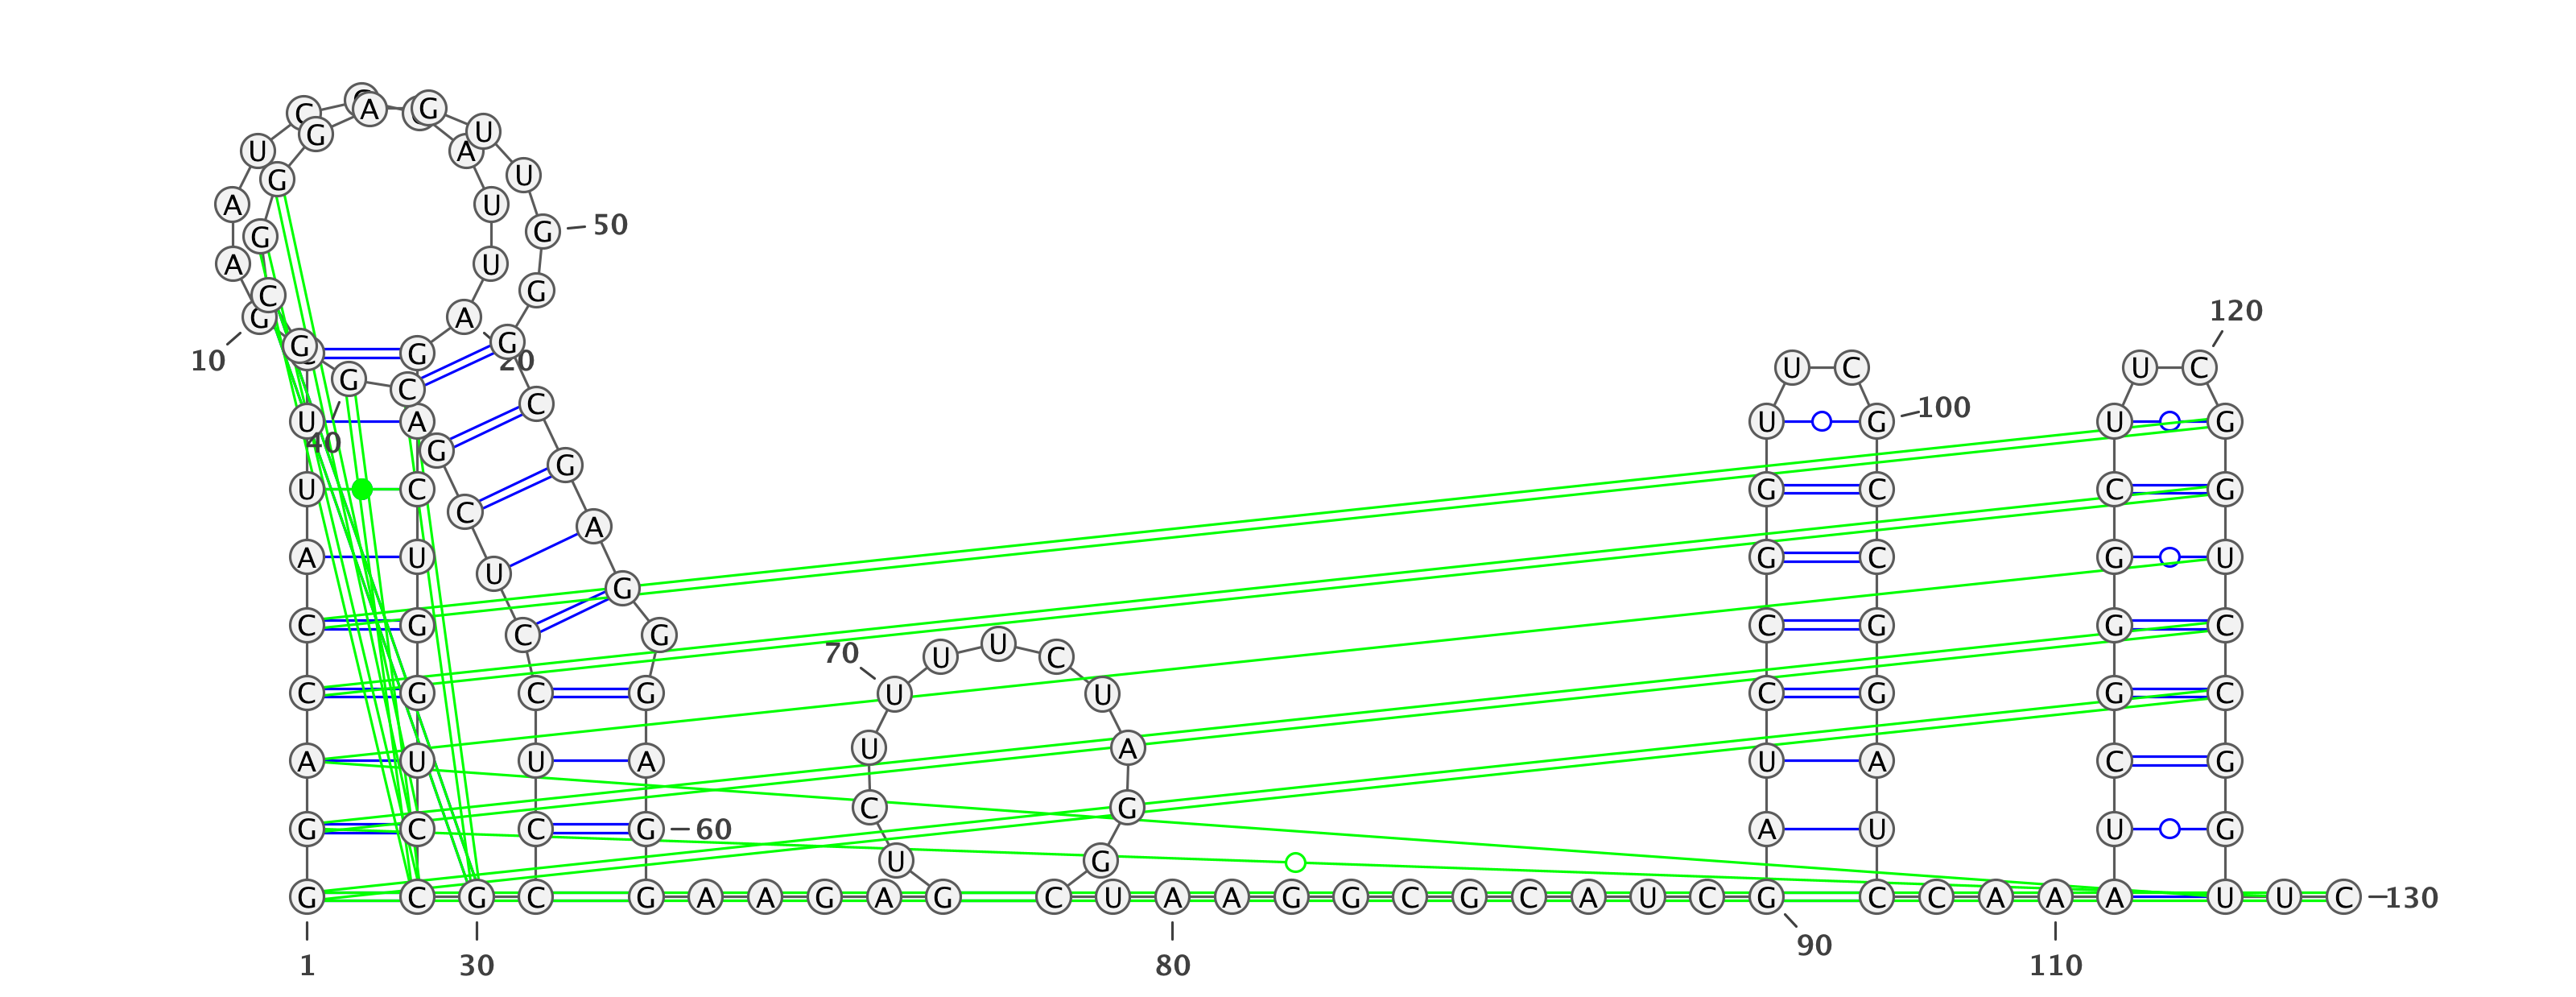 C A G
G U
U A
G U
A U
G G 50
A U
C G
G A 120
G G G U C U C
10 20
G C C 100
U A U G U G
40 G
G
U C G C C G
C A
A U G C G U
U G
C G C G U C G G C
70 U C
C G C G U U C G G C
U A
A U U A U A C G
C G
G C C G 60 A U U G
U G
G C G C G A A G A G C U A A G G C G C A U C G C C A A A U U C 130
90
1 30 80 110